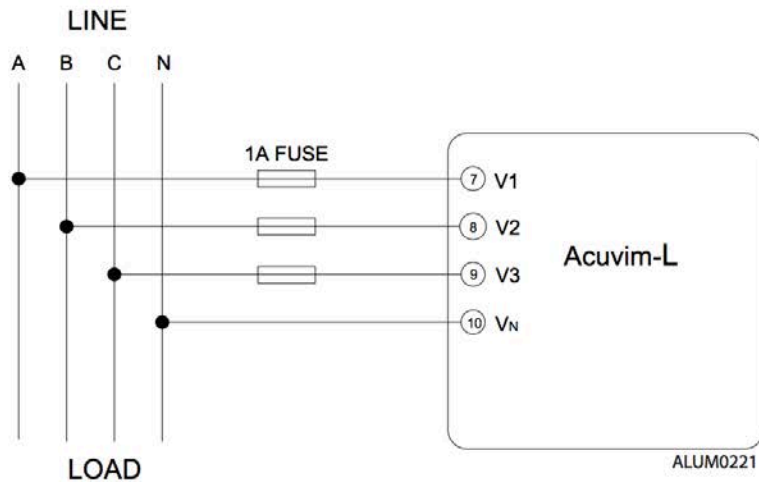 LINE
A B C N
1A FUSE
7 V1
8 V2
9 V3
10 VN
Acuvim-L
LOAD
ALUM0221